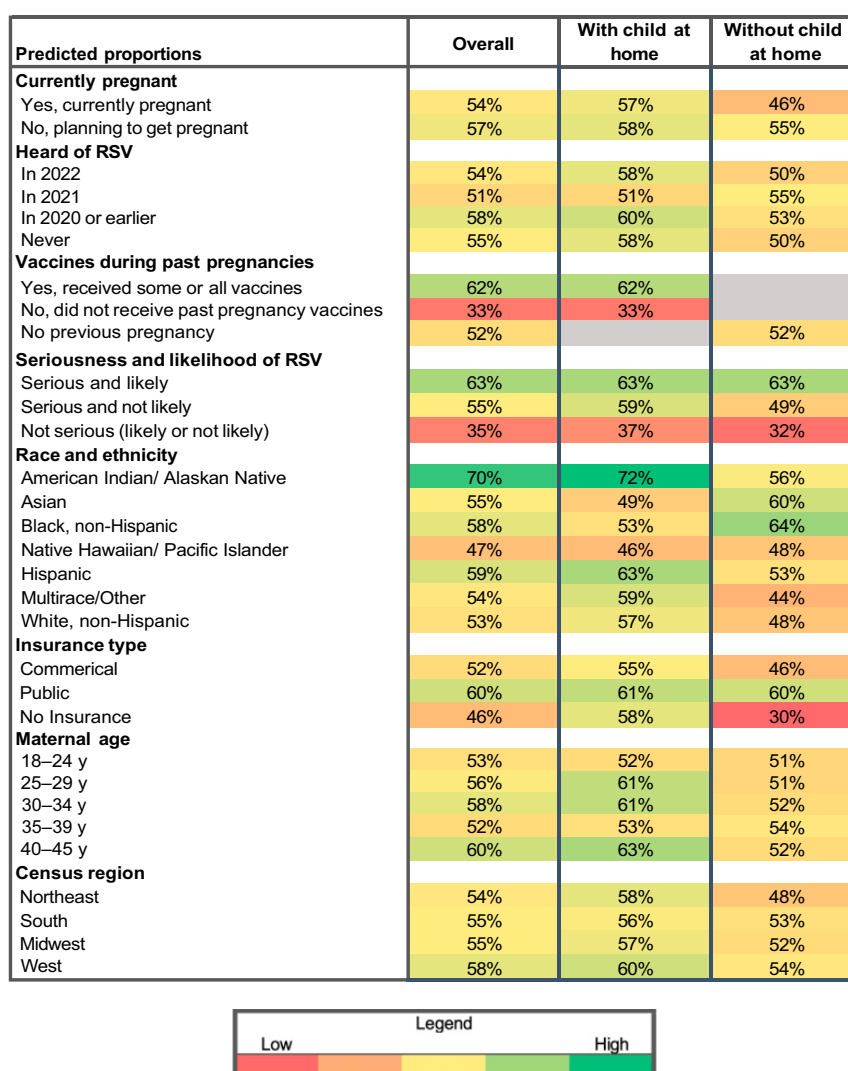 Predicted proportions Overall With child at home Without child at home
Currently pregnant
Yes, currently pregnant 54% 57% 46%
No, planning to get pregnant 57% 58% 55%
Heard of RSV
In 2022 54% 58% 50%
In 2021 51% 51% 55%
In 2020 or earlier 58% 60% 53%
Never 55% 58% 50%
Vaccines during past pregnancies
Yes, received some or all vaccines 62% 62%
No, did not receive past pregnancy vaccines 33% 33%
No previous pregnancy 52% 52%
Seriousness and likelihood of RSV
Serious and likely 63% 63% 63%
Serious and not likely 55% 59% 49%
Not serious (likely or not likely) 35% 37% 32%
Race and ethnicity
American Indian/ Alaskan Native 70% 72% 56%
Asian 55% 49% 60%
Black, non-Hispanic 58% 53% 64%
Native Hawaiian/ Pacific Islander 47% 46% 48%
Hispanic 59% 63% 53%
Multirace/Other 54% 59% 44%
White, non-Hispanic 53% 57% 48%
Insurance type
Commerical 52% 55% 46%
Public 60% 61% 60%
No Insurance 46% 58% 30%
Maternal age
18–24 y 53% 52% 51%
25–29 y 56% 61% 51%
30–34 y 58% 61% 52%
35–39 y 52% 53% 54%
40–45 y 60% 63% 52%
Census region
Northeast 54% 58% 48%
South 55% 56% 53%
Midwest 55% 57% 52%
West 58% 60% 54%
Legend
Low High